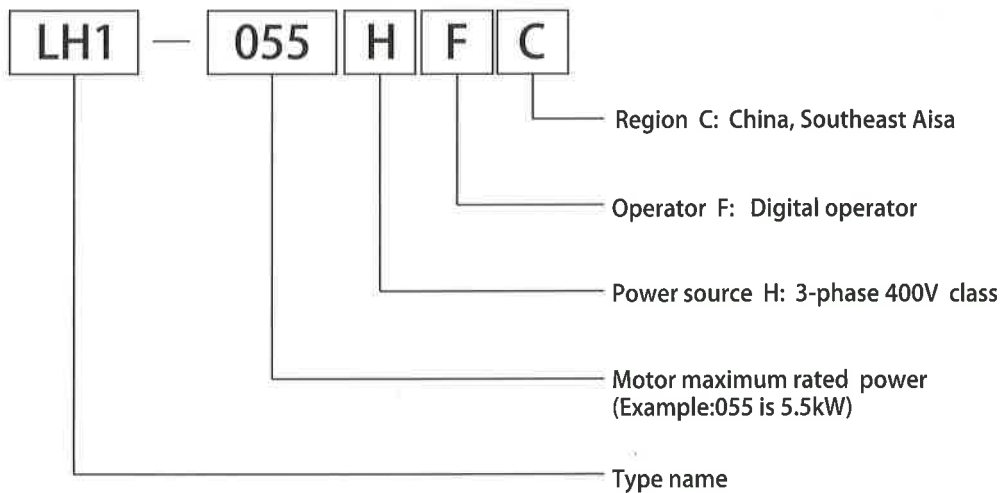 LH1 — 055 H F C
Region C: China, Southeast Aisa
Operator F: Digital operator
Power source H: 3-phase 400V class
Motor maximum rated power
(Example:055 is 5.5kW)
Type name